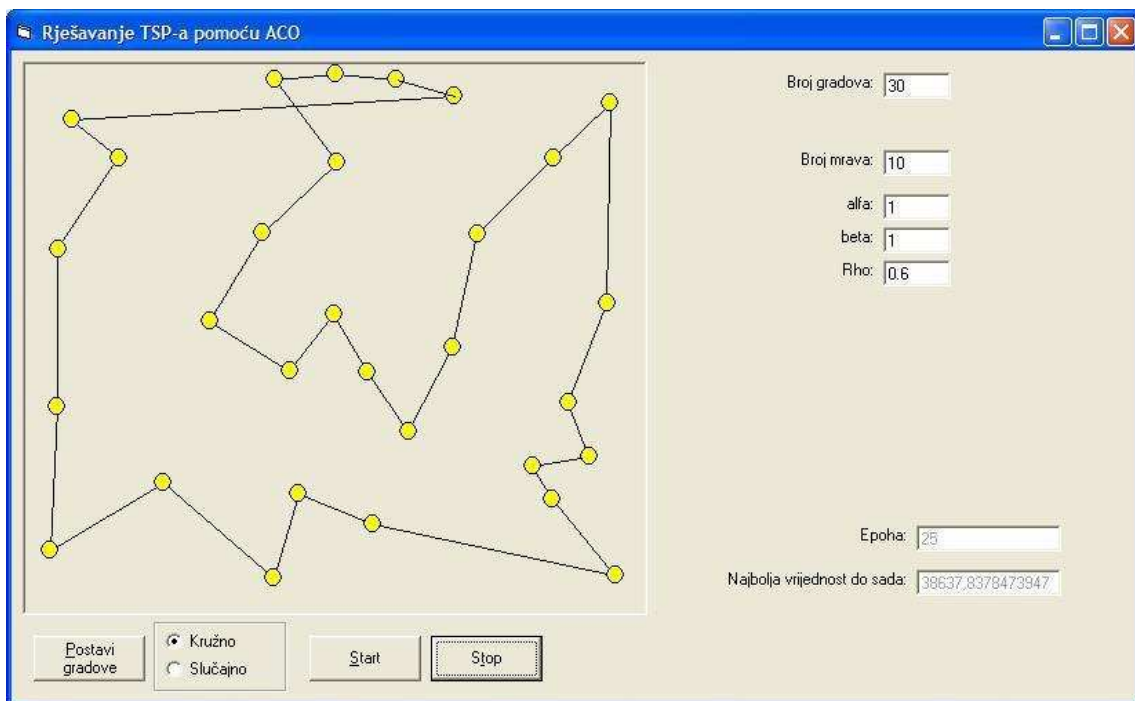 Rješavanje TSP-a pomoću ACO
Broj gradova: 30
Broj mrava: 10
alfa: 1
beta: 1
Rho: 0.6
Epoha: 25
Najbolja vrijednost do sada: 38637,8378473947
Postavi
gradove
Kružno
Slučajno
Start
Stop